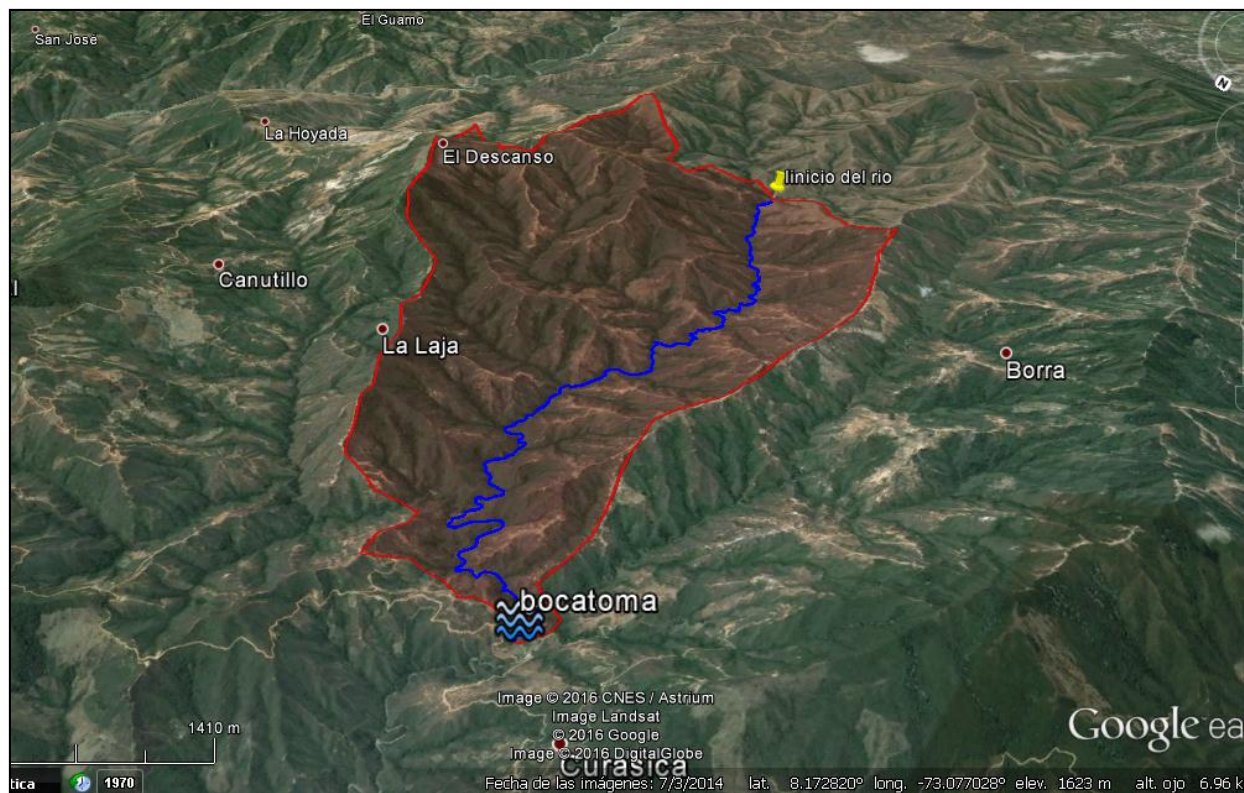 El Guamo
San José
La Hoyada
El Descanso
Iinicio del rio
Canutillo
La Laja
Borra
bocatoma
Image © 2016 CNES / Astrium
Image Landsat
© 2016 Google
Image © 2016 DigitalGlobe
Curasica
1410 m
Google ea
tica
1970
Fecha de las imágenes: 7/3/2014 lat. 8.172820° long. -73.077028° elev. 1623 m alt. ojo 6.96 k
N